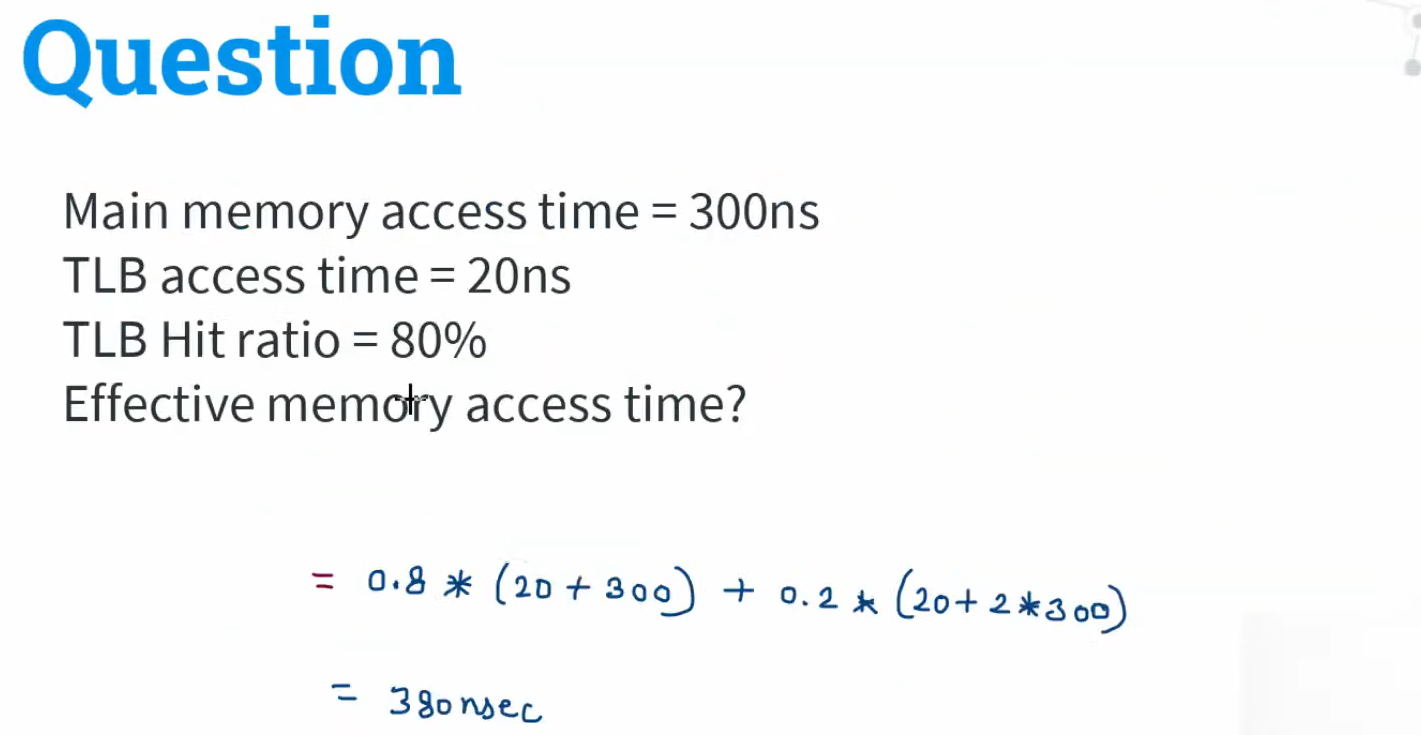 Question
Main memory access time = 300ns
TLB access time = 20ns
TLB Hit ratio = 80%
Effective memory access time?
= 0.8 * (20 + 300) + 0.2 * (20 + 2 * 300)
= 380 nsec